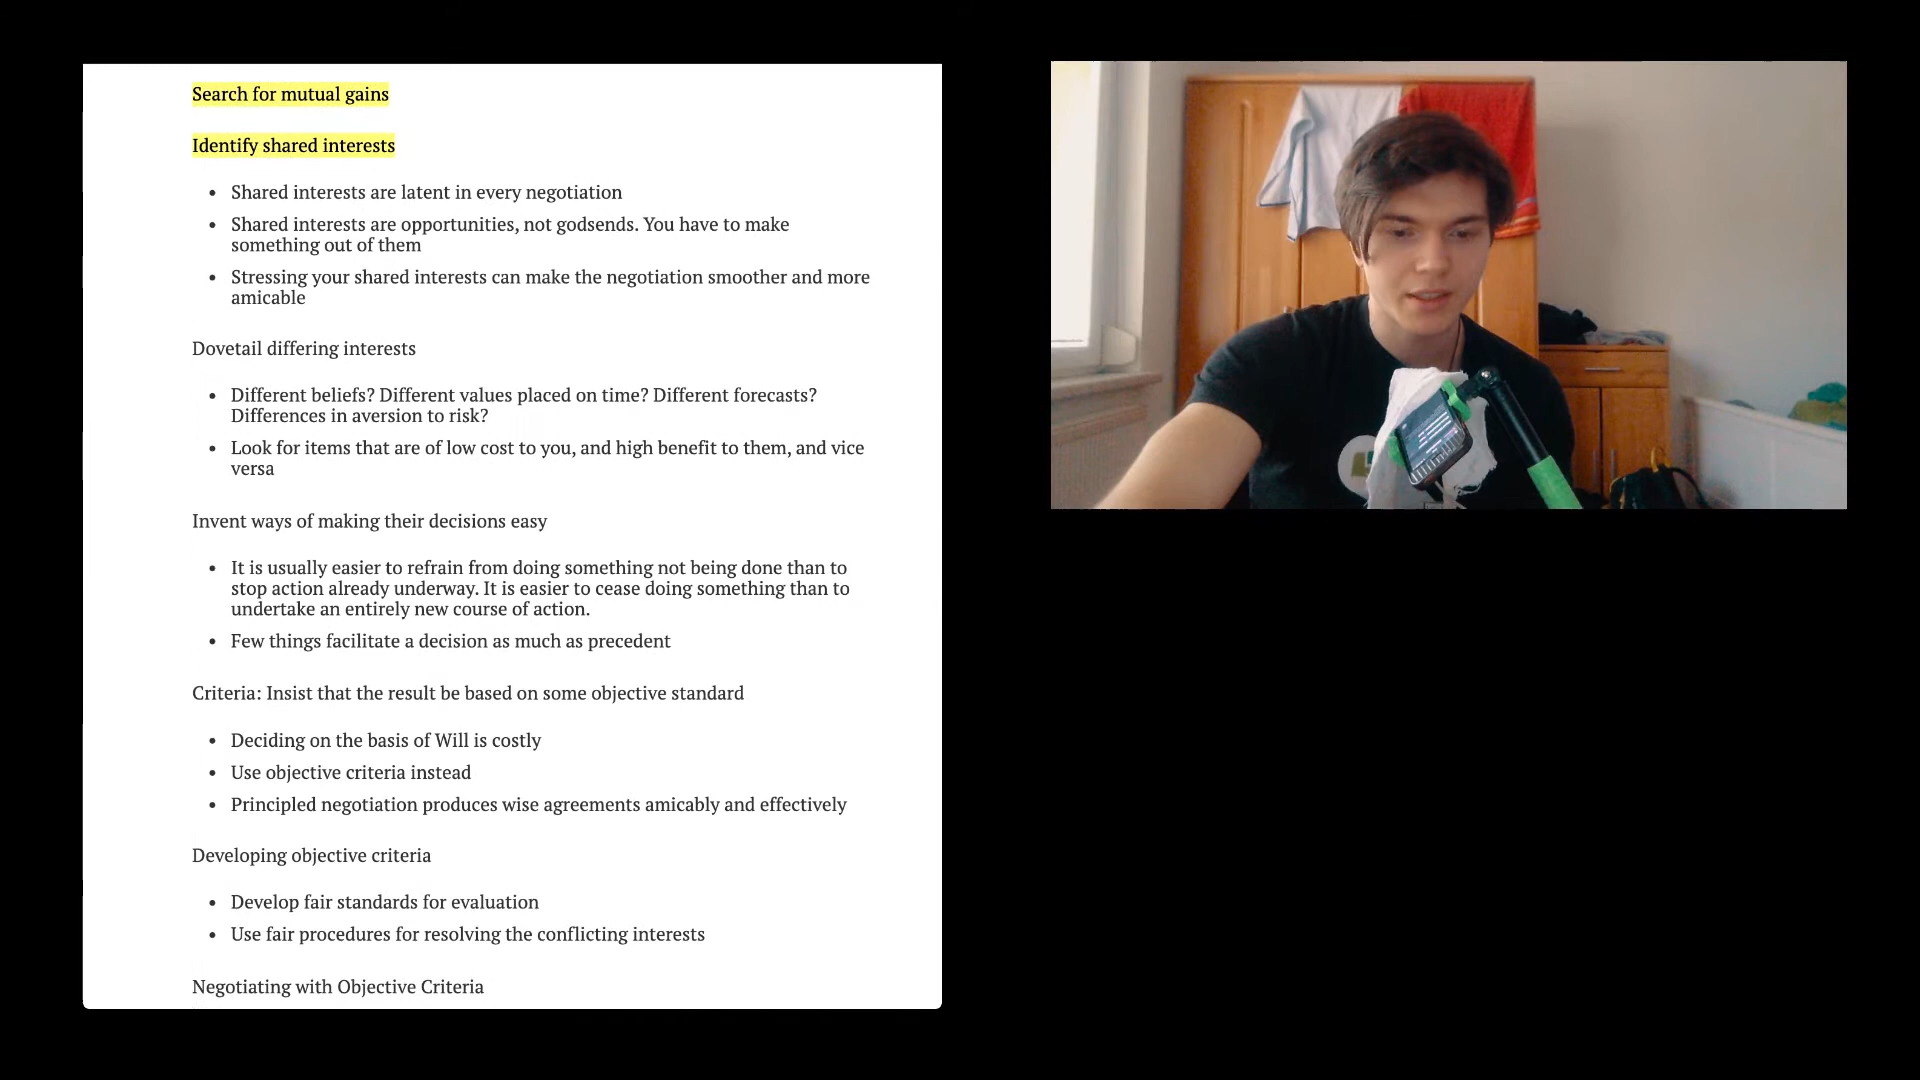 Search for mutual gains
Identify shared interests
• Shared interests are latent in every negotiation
• Shared interests are opportunities, not godsends. You have to make
something out of them
• Stressing your shared interests can make the negotiation smoother and more
amicable
Dovetail differing interests
• Different beliefs? Different values placed on time? Different forecasts?
Differences in aversion to risk?
• Look for items that are of low cost to you, and high benefit to them, and vice
versa
Invent ways of making their decisions easy
• It is usually easier to refrain from doing something not being done than to
stop action already underway. It is easier to cease doing something than to
undertake an entirely new course of action.
• Few things facilitate a decision as much as precedent
Criteria: Insist that the result be based on some objective standard
• Deciding on the basis of Will is costly
• Use objective criteria instead
• Principled negotiation produces wise agreements amicably and effectively
Developing objective criteria
• Develop fair standards for evaluation
• Use fair procedures for resolving the conflicting interests
Negotiating with Objective Criteria